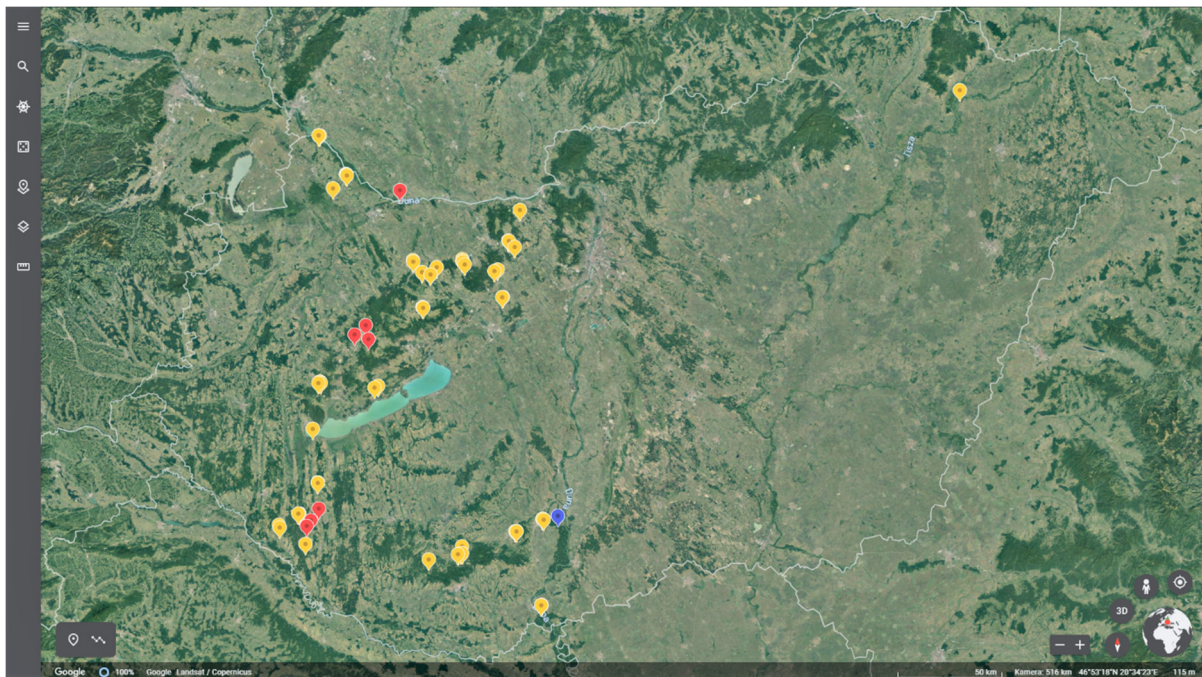 Tisza
Duna
Duna
3D
Google 100% Google Landsat / Copernicus 50 km Kamera: 516 km 46°53'18"N 20°34'23"E 115 m